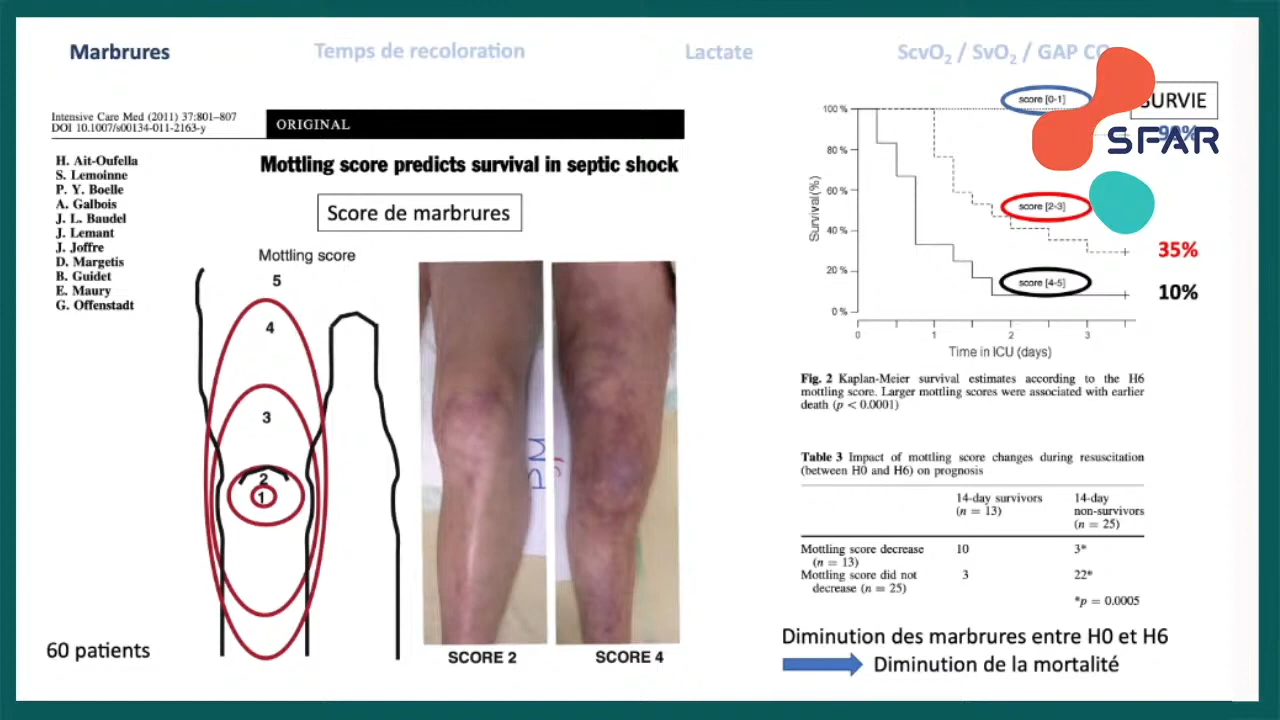 Marbrures
Temps de recoloration
Lactate
ScvO₂ / SvO₂ / GAP CO
Intensive Care Med (2011) 37:801–807
DOI 10.1007/s00134-011-2163-y
ORIGINAL
H. Ait-Oufella
S. Lemoinne
P. Y. Boelle
A. Galbois
J. L. Baudel
J. Lemant
J. Joffre
D. Margetis
B. Guidet
E. Maury
G. Offenstadt
Mottling score predicts survival in septic shock
Score de marbrures
Mottling score
5
4
3
2
1
PM
SCORE 2
SCORE 4
60 patients
SURVIE
SFAR
score [0-1]
score [2-3]
score [4-5]
35%
10%
Survival(%)
100 %
80 %
60 %
40 %
20 %
0 %
0
1
2
3
Time in ICU (days)
Fig. 2 Kaplan-Meier survival estimates according to the H6
mottling score. Larger mottling scores were associated with earlier
death (p < 0.0001)
Table 3 Impact of mottling score changes during resuscitation
(between H0 and H6) on prognosis
14-day survivors
(n = 13)
14-day
non-survivors
(n = 25)
Mottling score decrease
(n = 13)
10
3*
Mottling score did not
decrease (n = 25)
3
22*
*p = 0.0005
Diminution des marbrures entre H0 et H6
Diminution de la mortalité